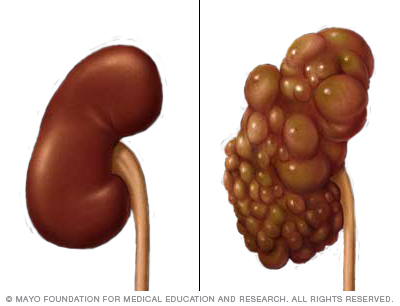 © MAYO FOUNDATION FOR MEDICAL EDUCATION AND RESEARCH. ALL RIGHTS RESERVED.